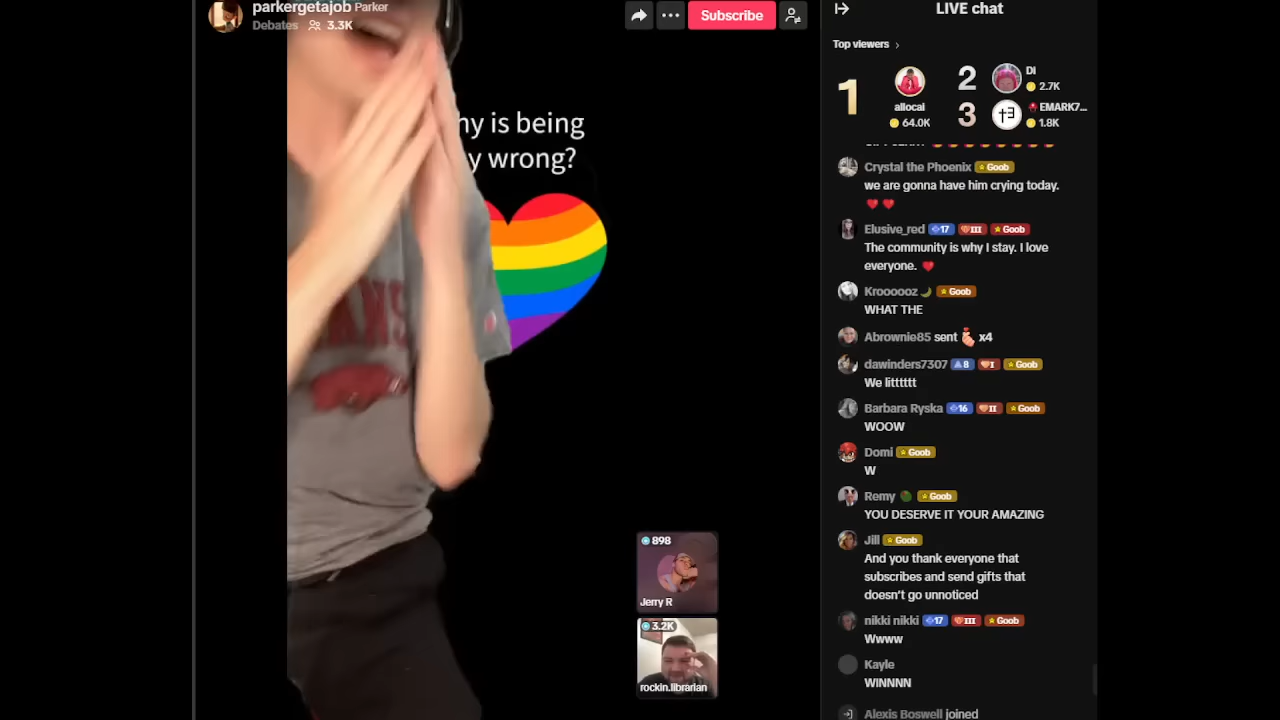 parkergetajob Parker
Debates 3.3K
Subscribe
hy is being
y wrong?
898
Jerry R
3.2K
rockin.librarian
LIVE chat
Top viewers
1
allocai
64.0K
2
DI
2.7K
3
EMARK7...
1.8K
Crystal the Phoenix Goob
we are gonna have him crying today.
Elusive_red 17 III Goob
The community is why I stay. I love
everyone.
Kroooooz Goob
WHAT THE
Abrownie85 sent x4
dawinders7307 8 I Goob
We litttttt
Barbara Ryska 16 II Goob
WOOW
Domi Goob
W
Remy Goob
YOU DESERVE IT YOUR AMAZING
Jill Goob
And you thank everyone that
subscribes and send gifts that
doesn't go unnoticed
nikki nikki 17 III Goob
Wwww
Kayle
WINNNN
Alexis Boswell joined